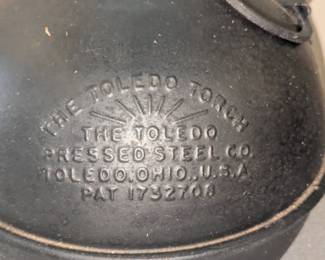 THE TOLEDO TORCH
THE TOLEDO
PRESSED STEEL CO.
TOLEDO, OHIO, U.S.A.
PAT 1732708